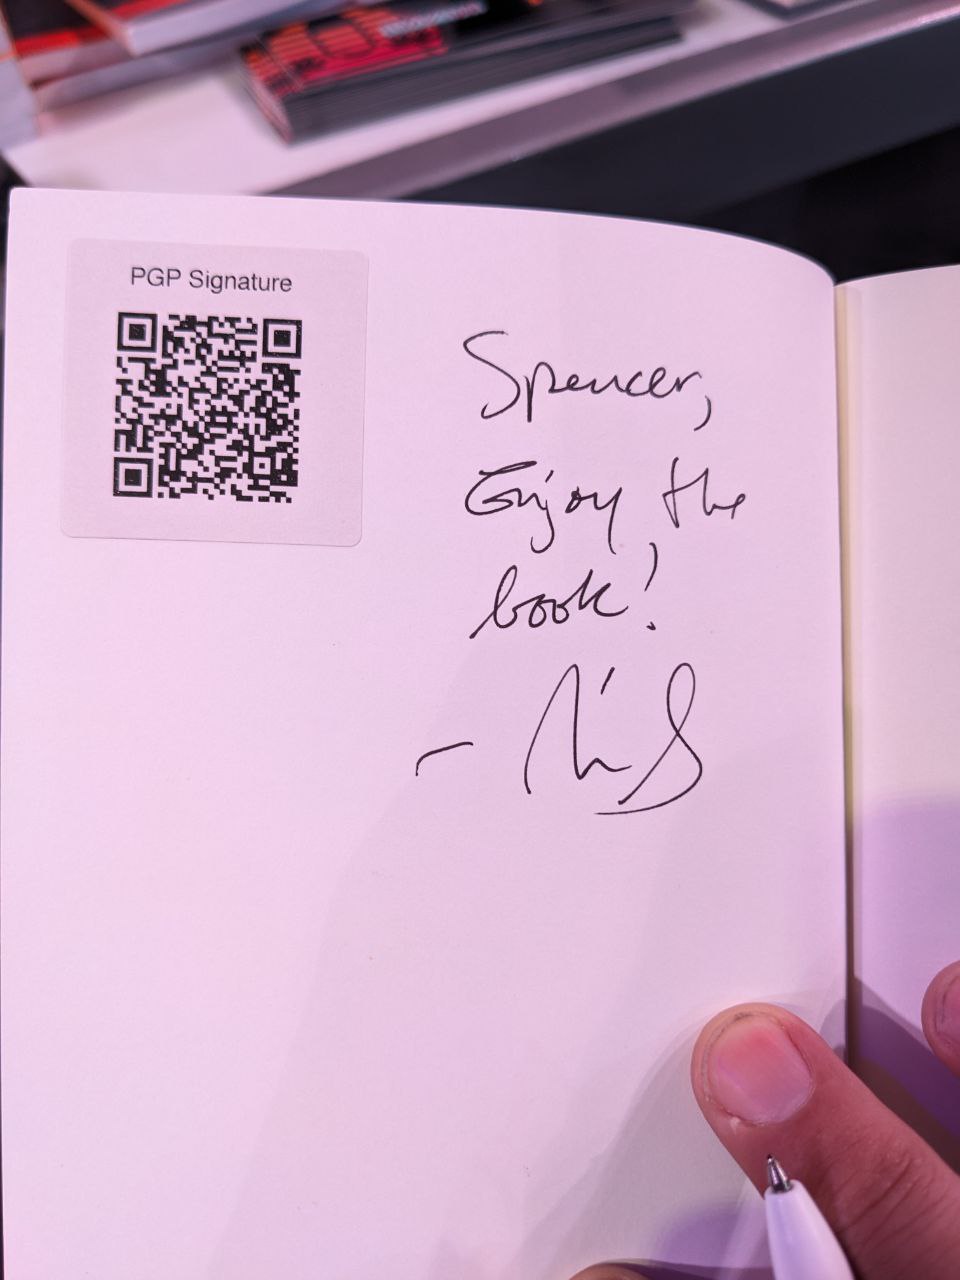 PGP Signature
Spencer,
Enjoy the
book!